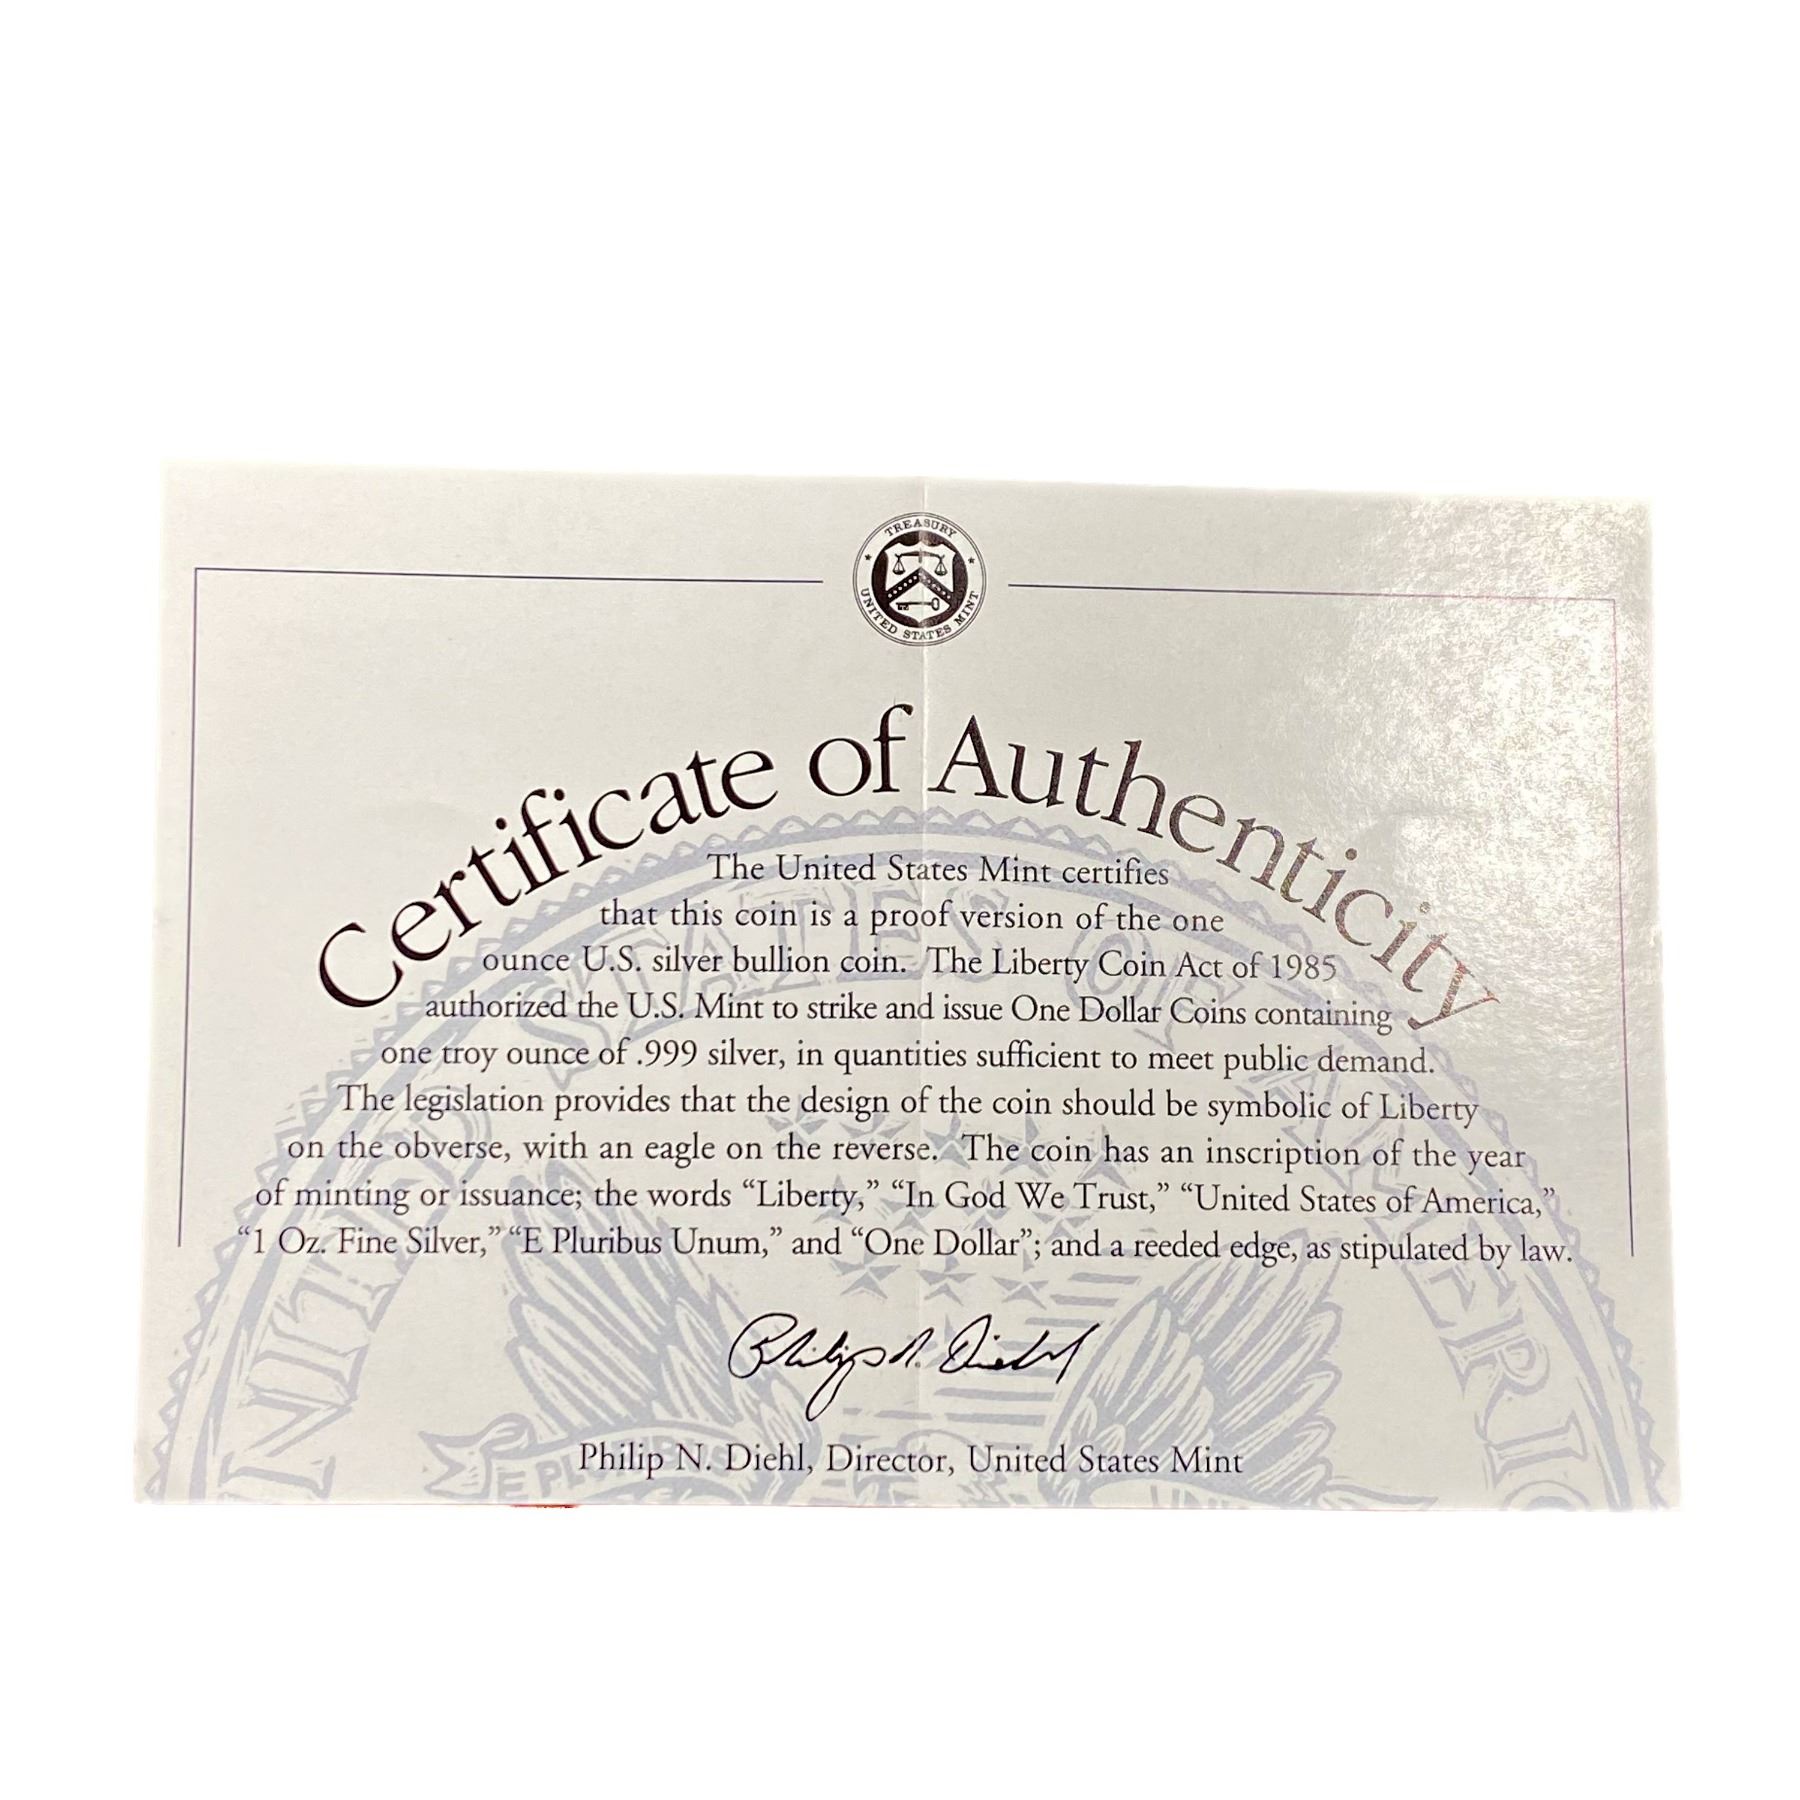 TREASURY
UNITED STATES MINT
Certificate of Authenticity
The United States Mint certifies
that this coin is a proof version of the one
ounce U.S. silver bullion coin. The Liberty Coin Act of 1985
authorized the U.S. Mint to strike and issue One Dollar Coins containing
one troy ounce of .999 silver, in quantities sufficient to meet public demand.
The legislation provides that the design of the coin should be symbolic of Liberty
on the obverse, with an eagle on the reverse. The coin has an inscription of the year
of minting or issuance; the words “Liberty,” “In God We Trust,” “United States of America,”
“1 Oz. Fine Silver,” “E Pluribus Unum,” and “One Dollar”; and a reeded edge, as stipulated by law.
Philip N. Diehl
Philip N. Diehl, Director, United States Mint
STATES OF